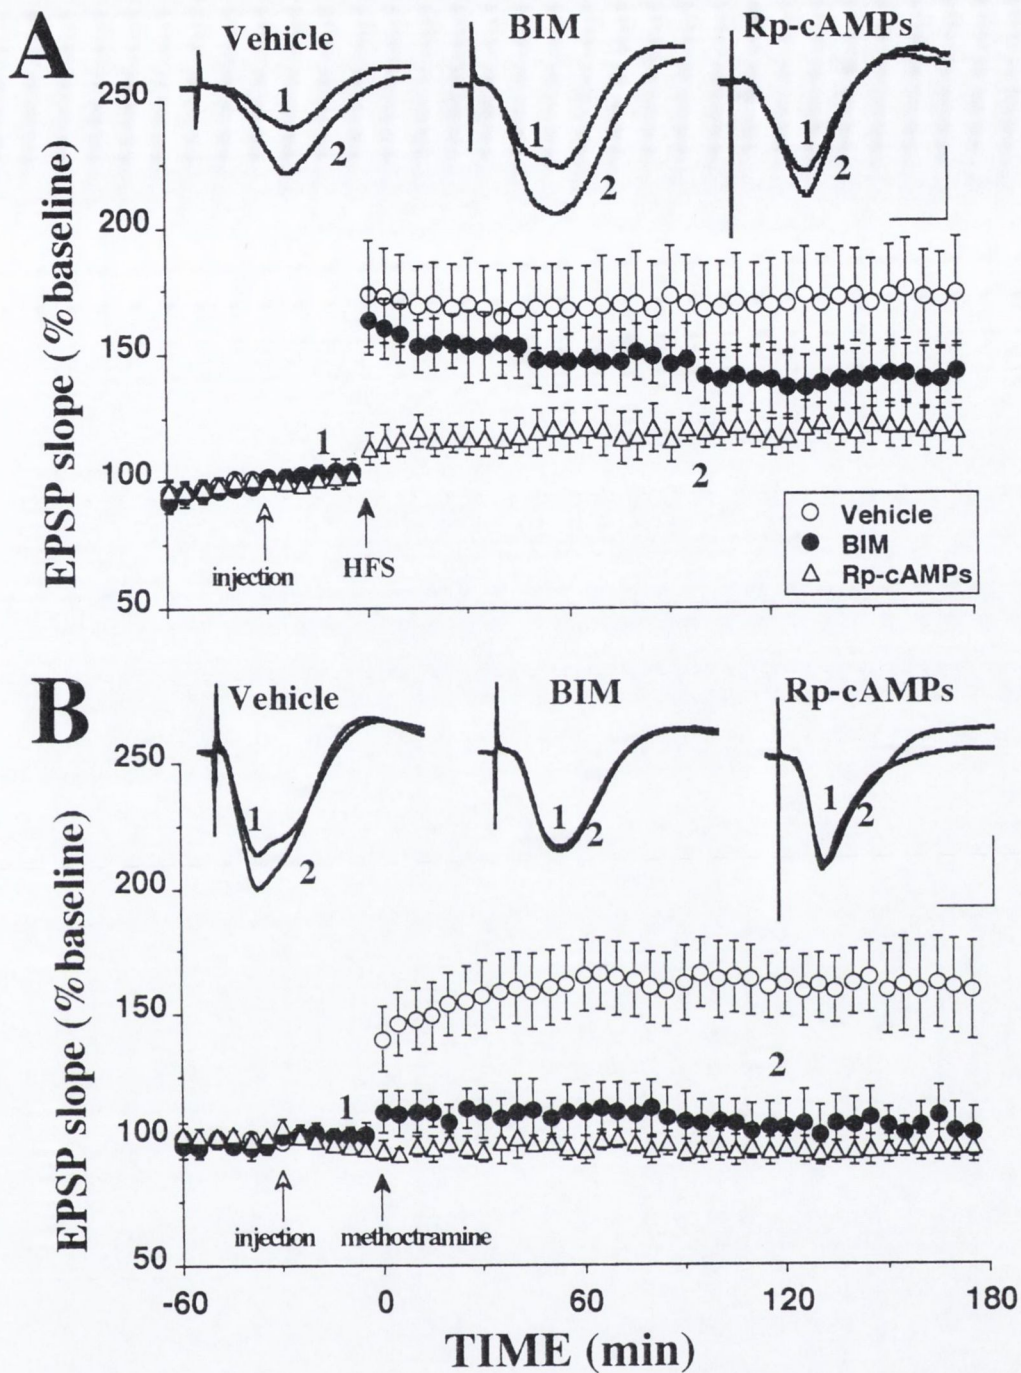 A
Vehicle
BIM
Rp-cAMPs
1
2
1
2
1
2
EPSP slope (% baseline)
250
200
150
100
50
1
2
injection
HFS
Vehicle
BIM
Rp-cAMPs
B
Vehicle
BIM
Rp-cAMPs
1
2
1
2
1
2
EPSP slope (% baseline)
250
200
150
100
50
1
2
injection
methoctramine
-60
0
60
120
180
TIME (min)